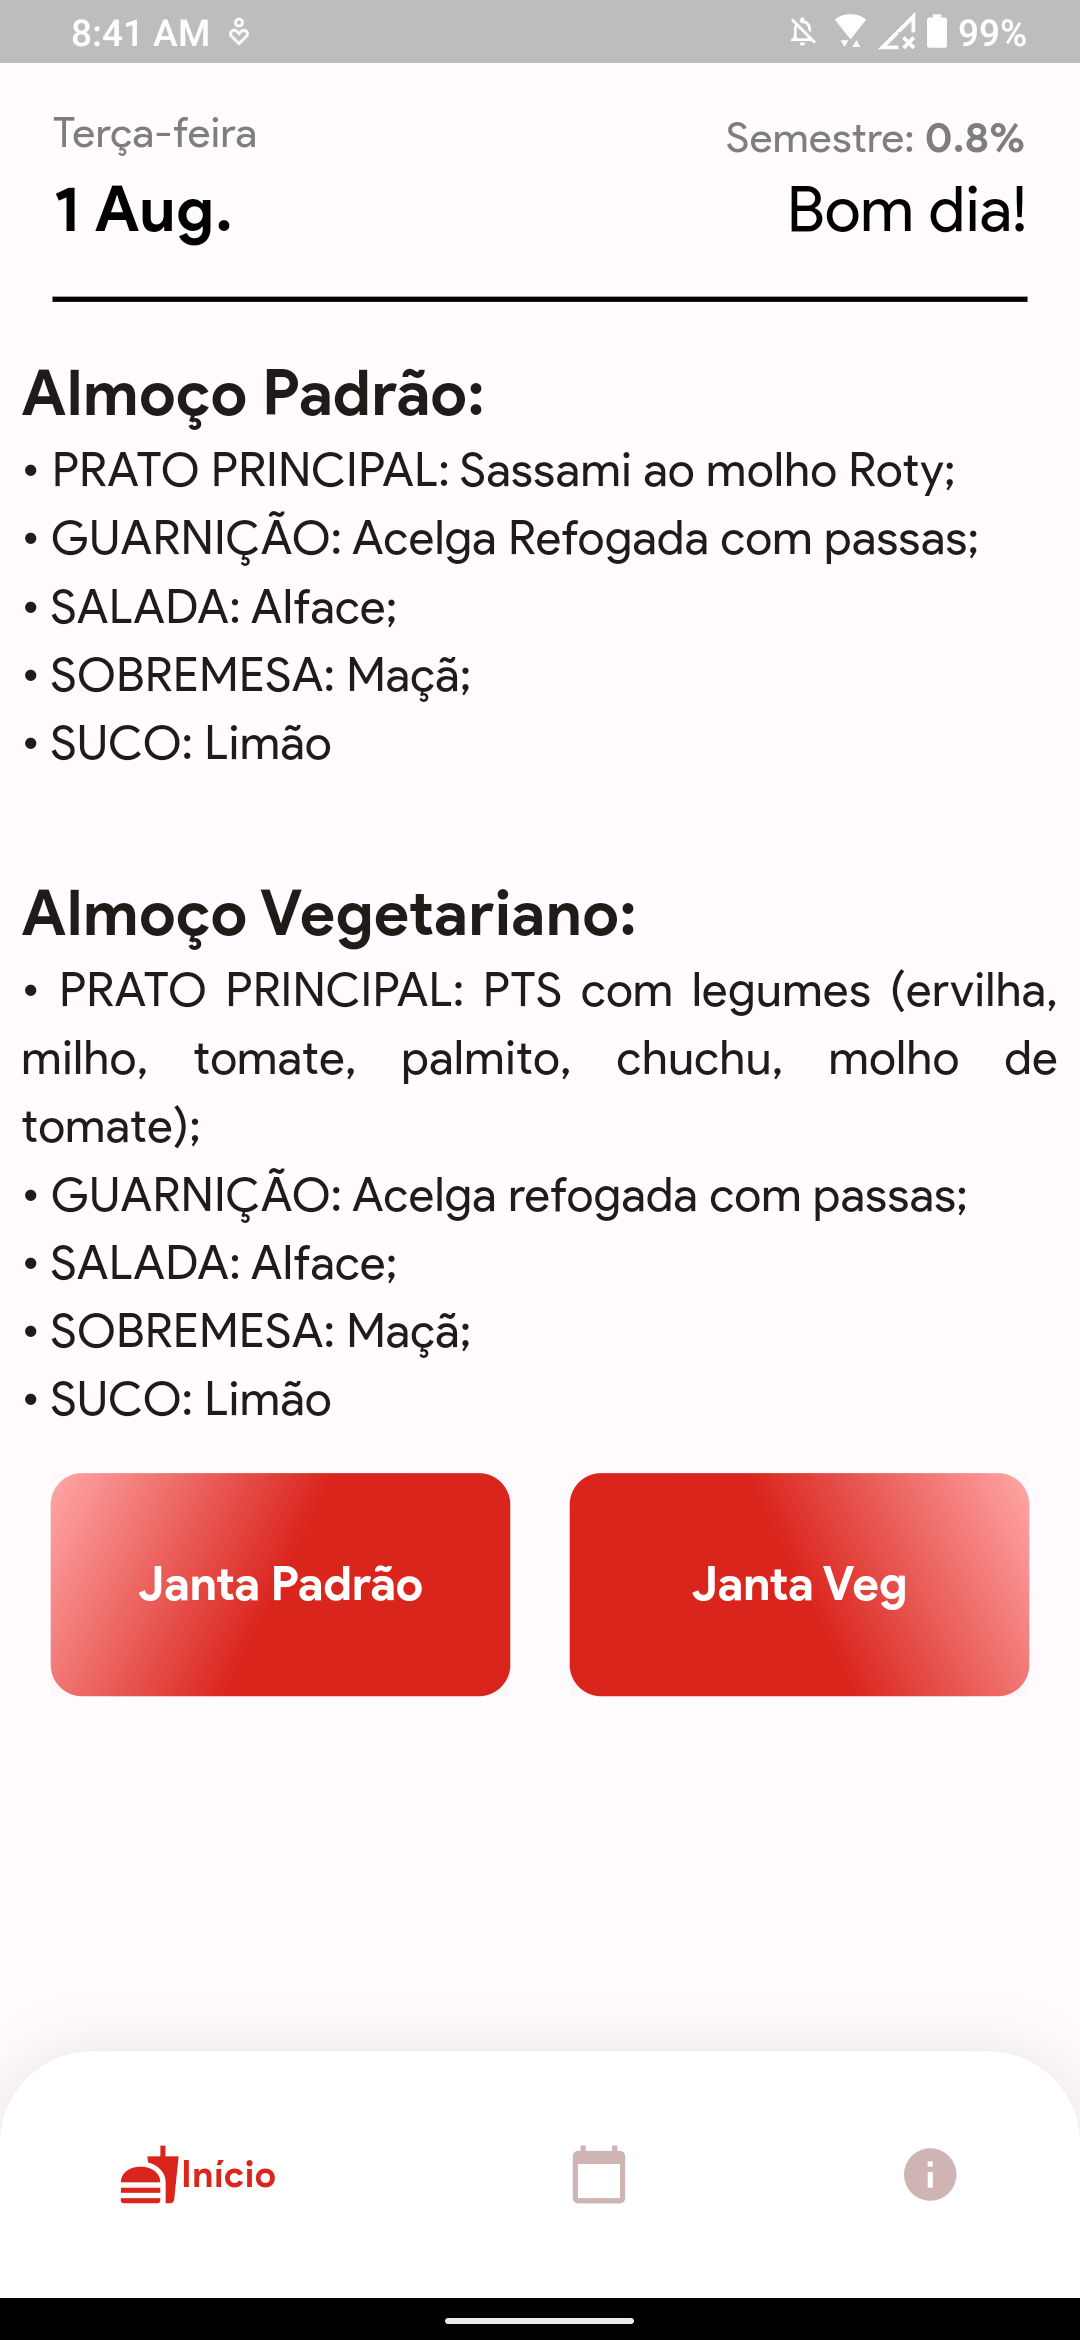 8:41 AM
99%
Terça-feira
Semestre: 0.8%
1 Aug.
Bom dia!
Almoço Padrão:
• PRATO PRINCIPAL: Sassami ao molho Roty;
• GUARNIÇÃO: Acelga Refogada com passas;
• SALADA: Alface;
• SOBREMESA: Maçã;
• SUCO: Limão
Almoço Vegetariano:
• PRATO PRINCIPAL: PTS com legumes (ervilha,
milho, tomate, palmito, chuchu, molho de
tomate);
• GUARNIÇÃO: Acelga refogada com passas;
• SALADA: Alface;
• SOBREMESA: Maçã;
• SUCO: Limão
Janta Padrão
Janta Veg
Início